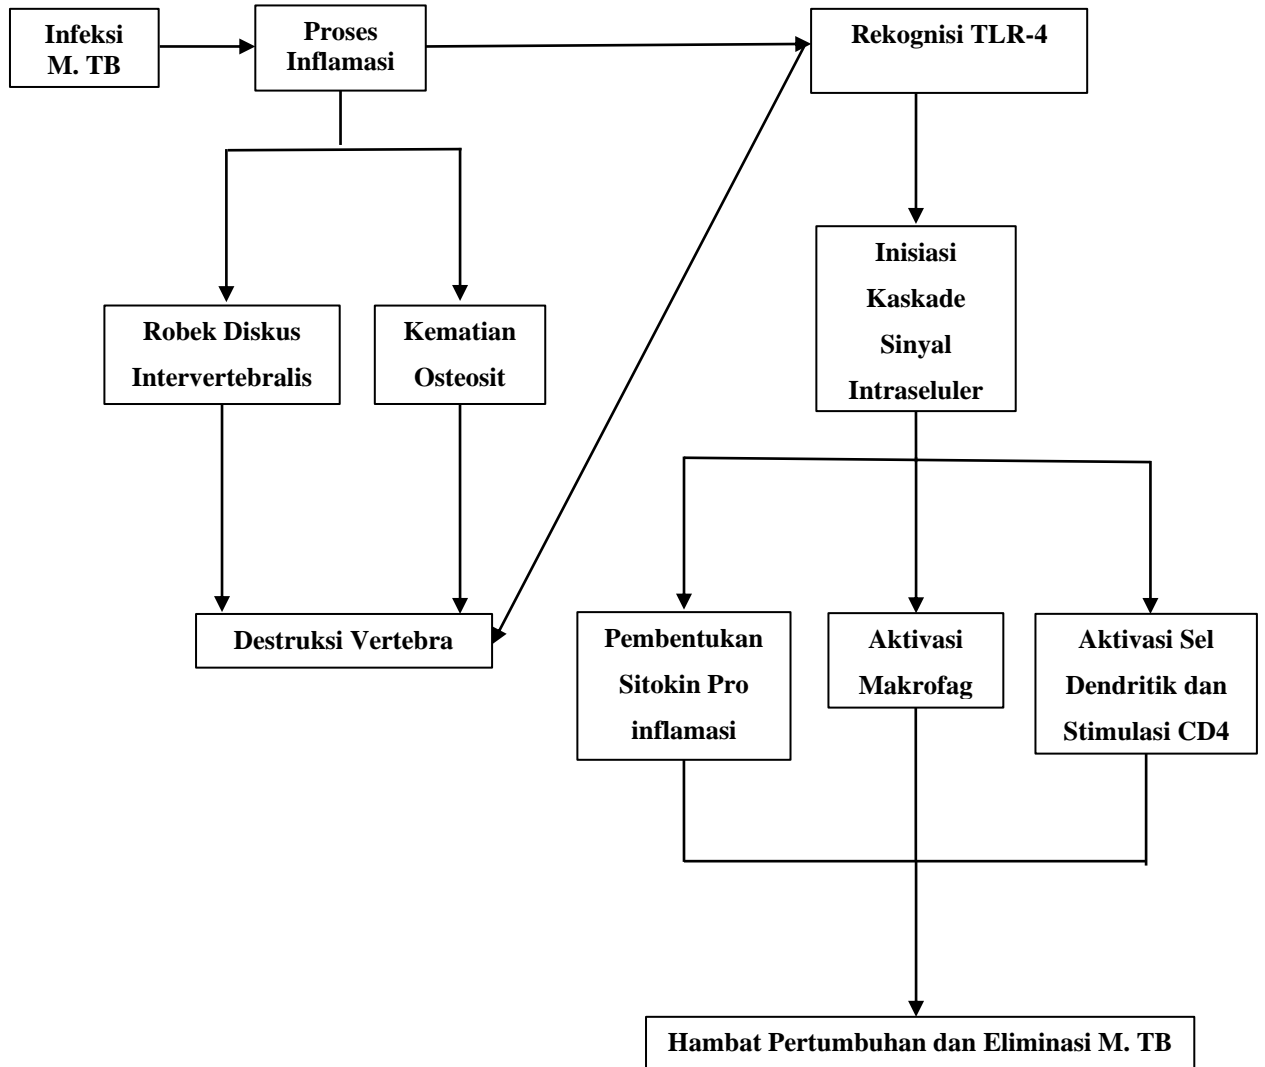 Infeksi
M. TB
Proses
Inflamasi
Rekognisi TLR-4
Inisiasi
Kaskade
Sinyal
Intraseluler
Robek Diskus
Intervertebralis
Kematian
Osteosit
Destruksi Vertebra
Pembentukan
Sitokin Pro
inflamasi
Aktivasi
Makrofag
Aktivasi Sel
Dendritik dan
Stimulasi CD4
Hambat Pertumbuhan dan Eliminasi M. TB